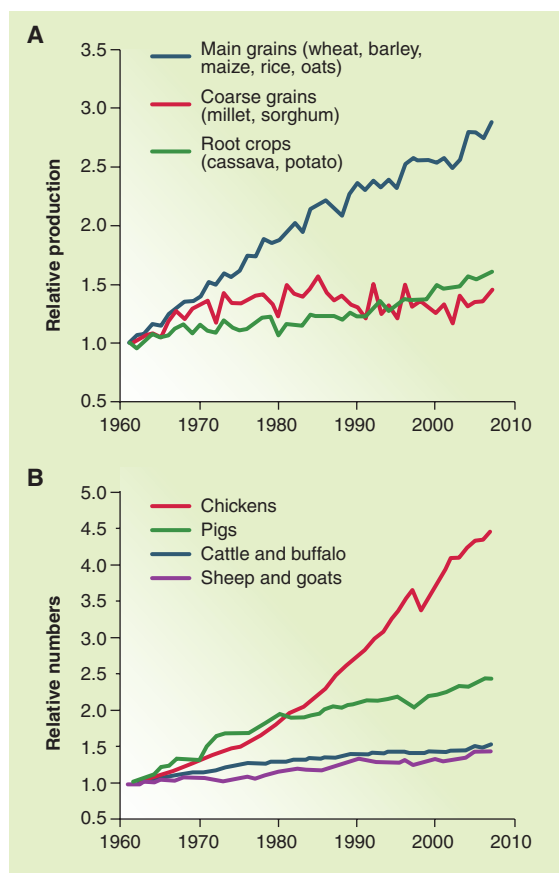 A
3.5
3.0
2.5
2.0
1.5
1.0
0.5
Relative production
Main grains (wheat, barley,
maize, rice, oats)
Coarse grains
(millet, sorghum)
Root crops
(cassava, potato)
1960 1970 1980 1990 2000 2010
B
5.0
4.5
4.0
3.5
3.0
2.5
2.0
1.5
1.0
0.5
Relative numbers
Chickens
Pigs
Cattle and buffalo
Sheep and goats
1960 1970 1980 1990 2000 2010